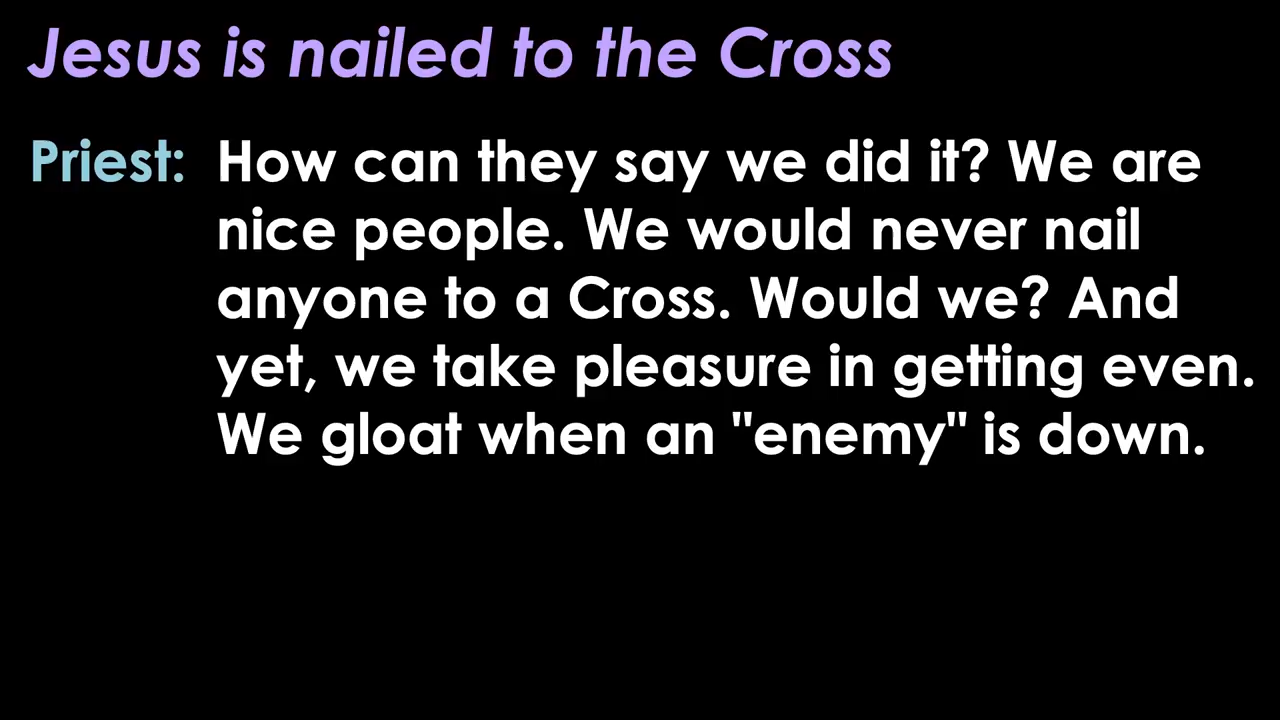 Jesus is nailed to the Cross
Priest: How can they say we did it? We are
nice people. We would never nail
anyone to a Cross. Would we? And
yet, we take pleasure in getting even.
We gloat when an "enemy" is down.